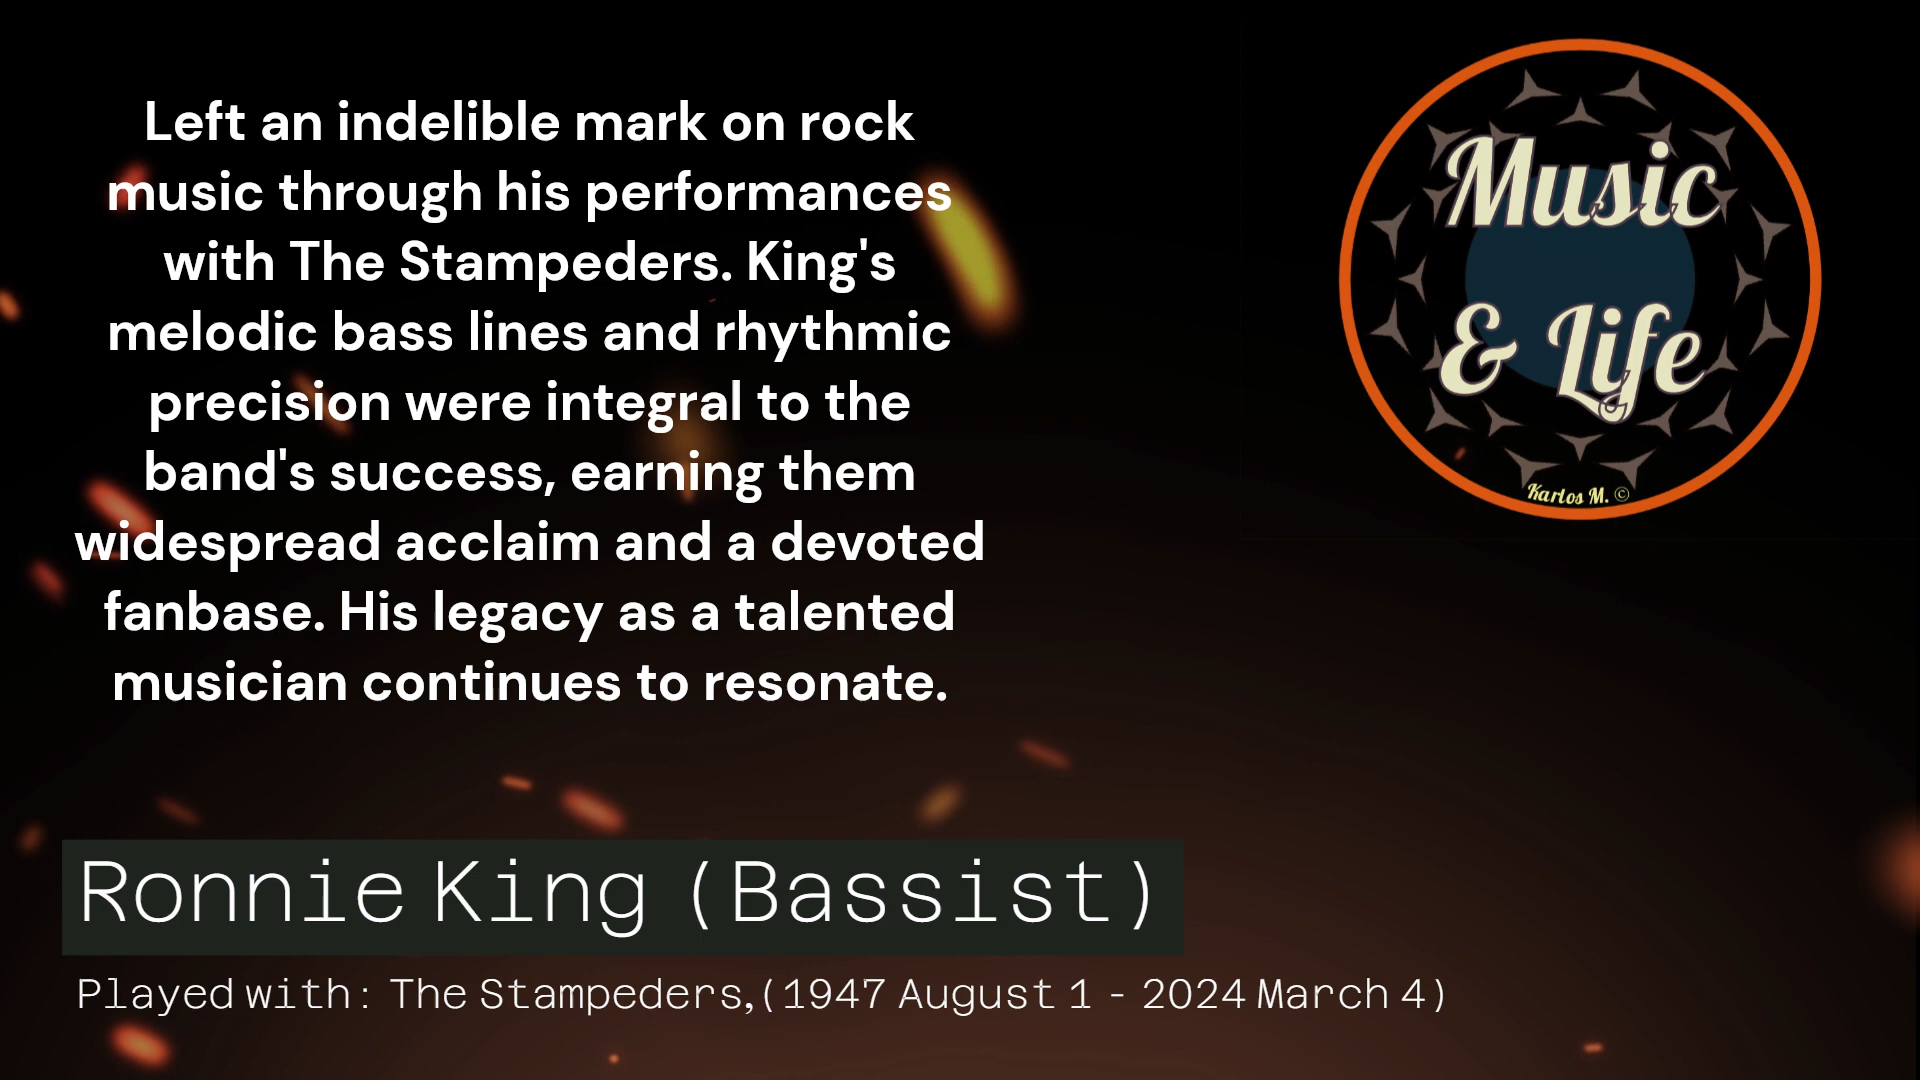 Left an indelible mark on rock
music through his performances
with The Stampeders. King's
melodic bass lines and rhythmic
precision were integral to the
band's success, earning them
widespread acclaim and a devoted
fanbase. His legacy as a talented
musician continues to resonate.
Music
& Life
Karlos M. ©
Ronnie King (Bassist)
Played with: The Stampeders,(1947 August 1 - 2024 March 4)